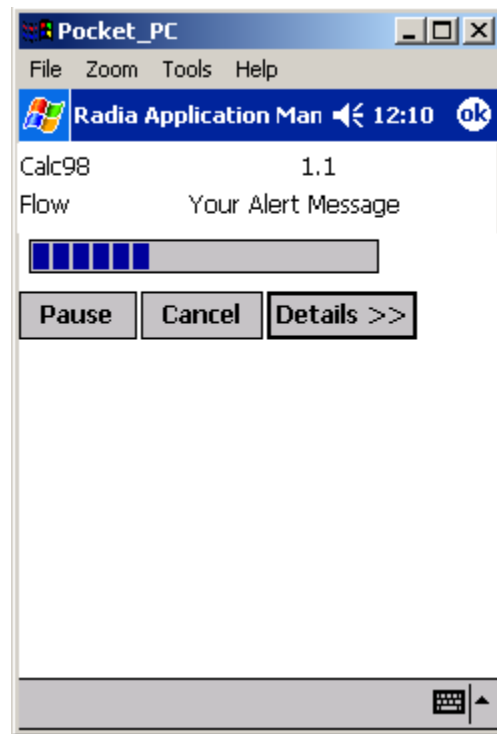 Pocket_PC
File Zoom Tools Help
Radia Application Man 12:10 ok
Calc98 1.1
Flow Your Alert Message
Pause Cancel Details >>